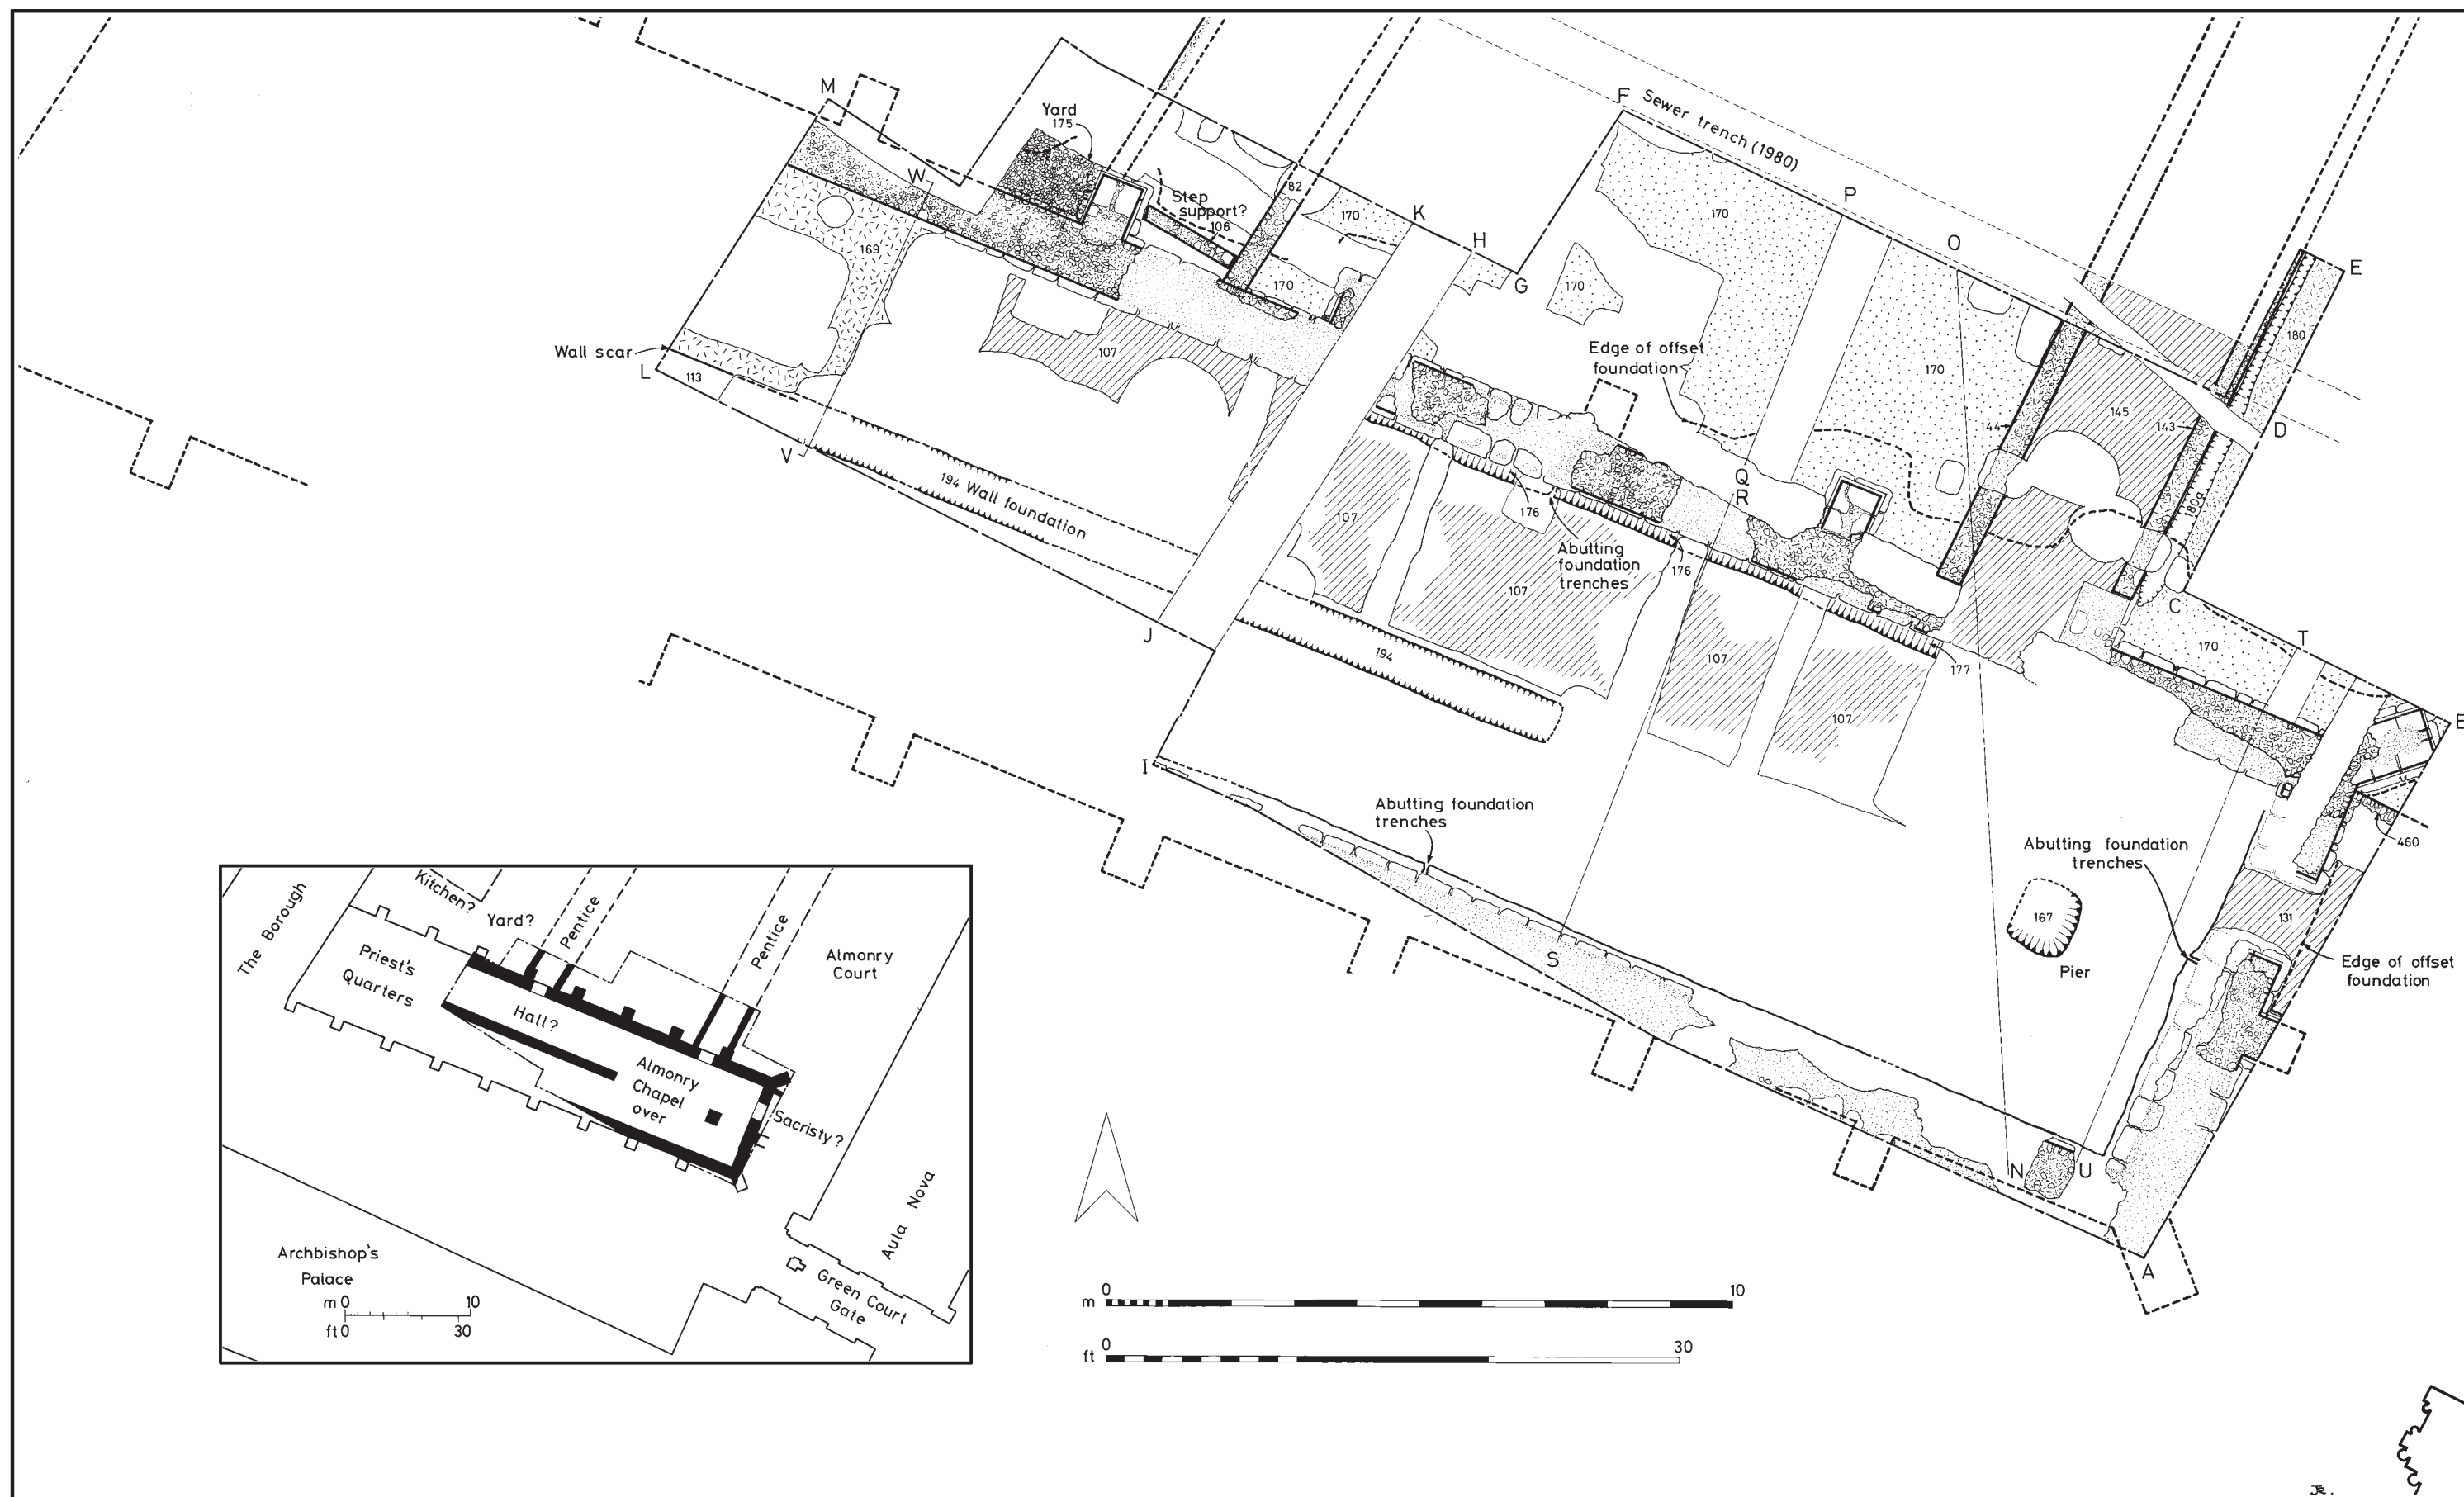 M
F
Sewer trench (1980)
Yard
175
W
Step
support?
106
82
170
K
H
G
170
P
O
170
E
180
169
Wall scar
L
113
107
170
170
170
Edge of offset
foundation
144
145
143
D
180a
V
194 Wall foundation
Q
R
176
107
Abutting
foundation
trenches
176
107
C
T
170
J
194
107
177
107
B
E
460
I
Abutting foundation
trenches
Abutting foundation
trenches
131
167
Pier
Edge of offset
foundation
S
N
U
A
Kitchen?
Yard?
Pentice
Pentice
The Borough
Priest's
Quarters
Almonry
Court
Hall?
Almonry
Chapel
over
Sacristy?
Aula Nova
Green Court
Gate
Archbishop's
Palace
m 0 10
ft 0 30
m 0 10
ft 0 30